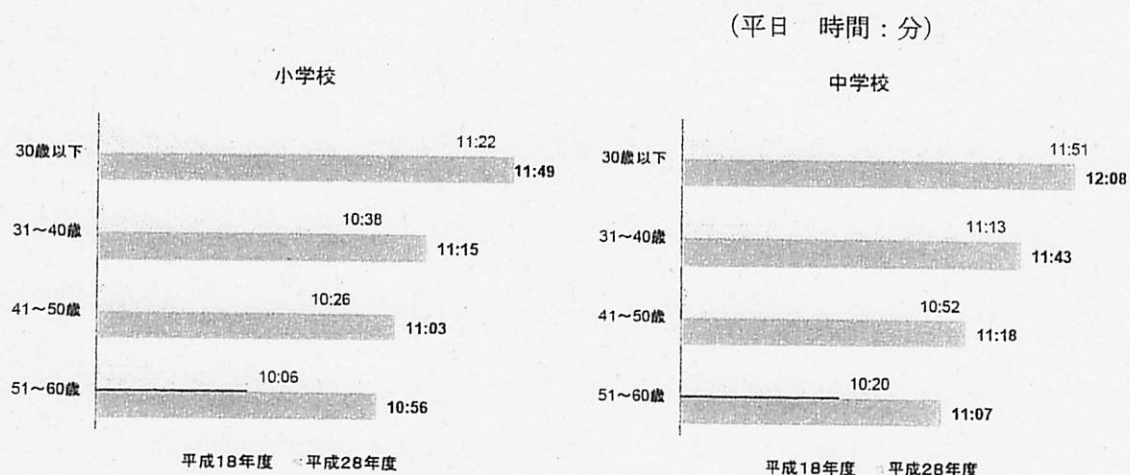 (平日 時間：分)
小学校
30歳以下
11:22
11:49
31～40歳
10:38
11:15
41～50歳
10:26
11:03
51～60歳
10:06
10:56
平成18年度 平成28年度
中学校
30歳以下
11:51
12:08
31～40歳
11:13
11:43
41～50歳
10:52
11:18
51～60歳
10:20
11:07
平成18年度 平成28年度